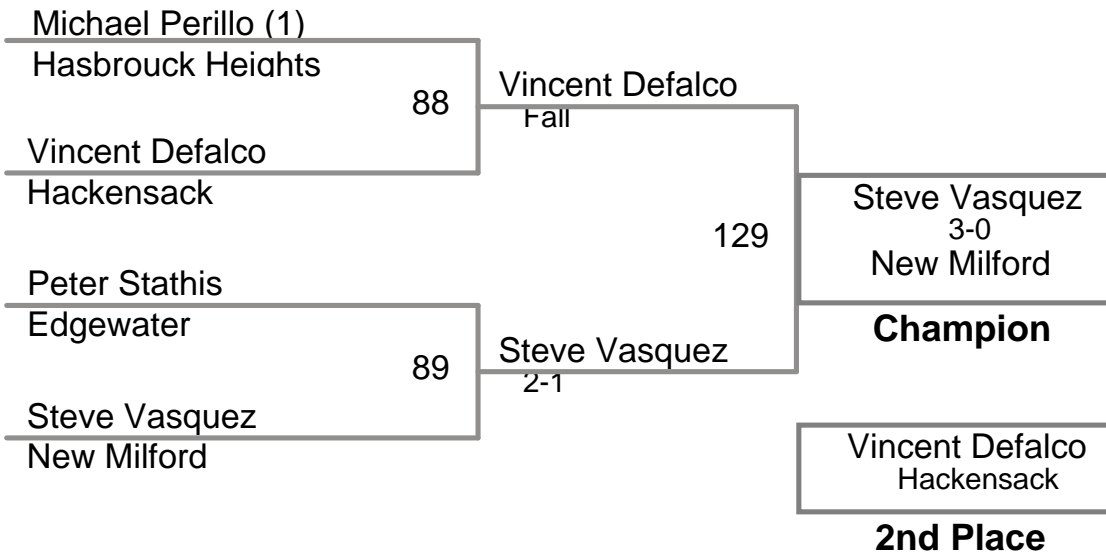 Michael Perillo (1)
Hasbrouck Heights
88
Vincent Defalco
Hackensack
Vincent Defalco
Fall
Peter Stathis
Edgewater
89
Steve Vasquez
New Milford
Steve Vasquez
2-1
129
Steve Vasquez
3-0
New Milford
Champion
Vincent Defalco
Hackensack
2nd Place